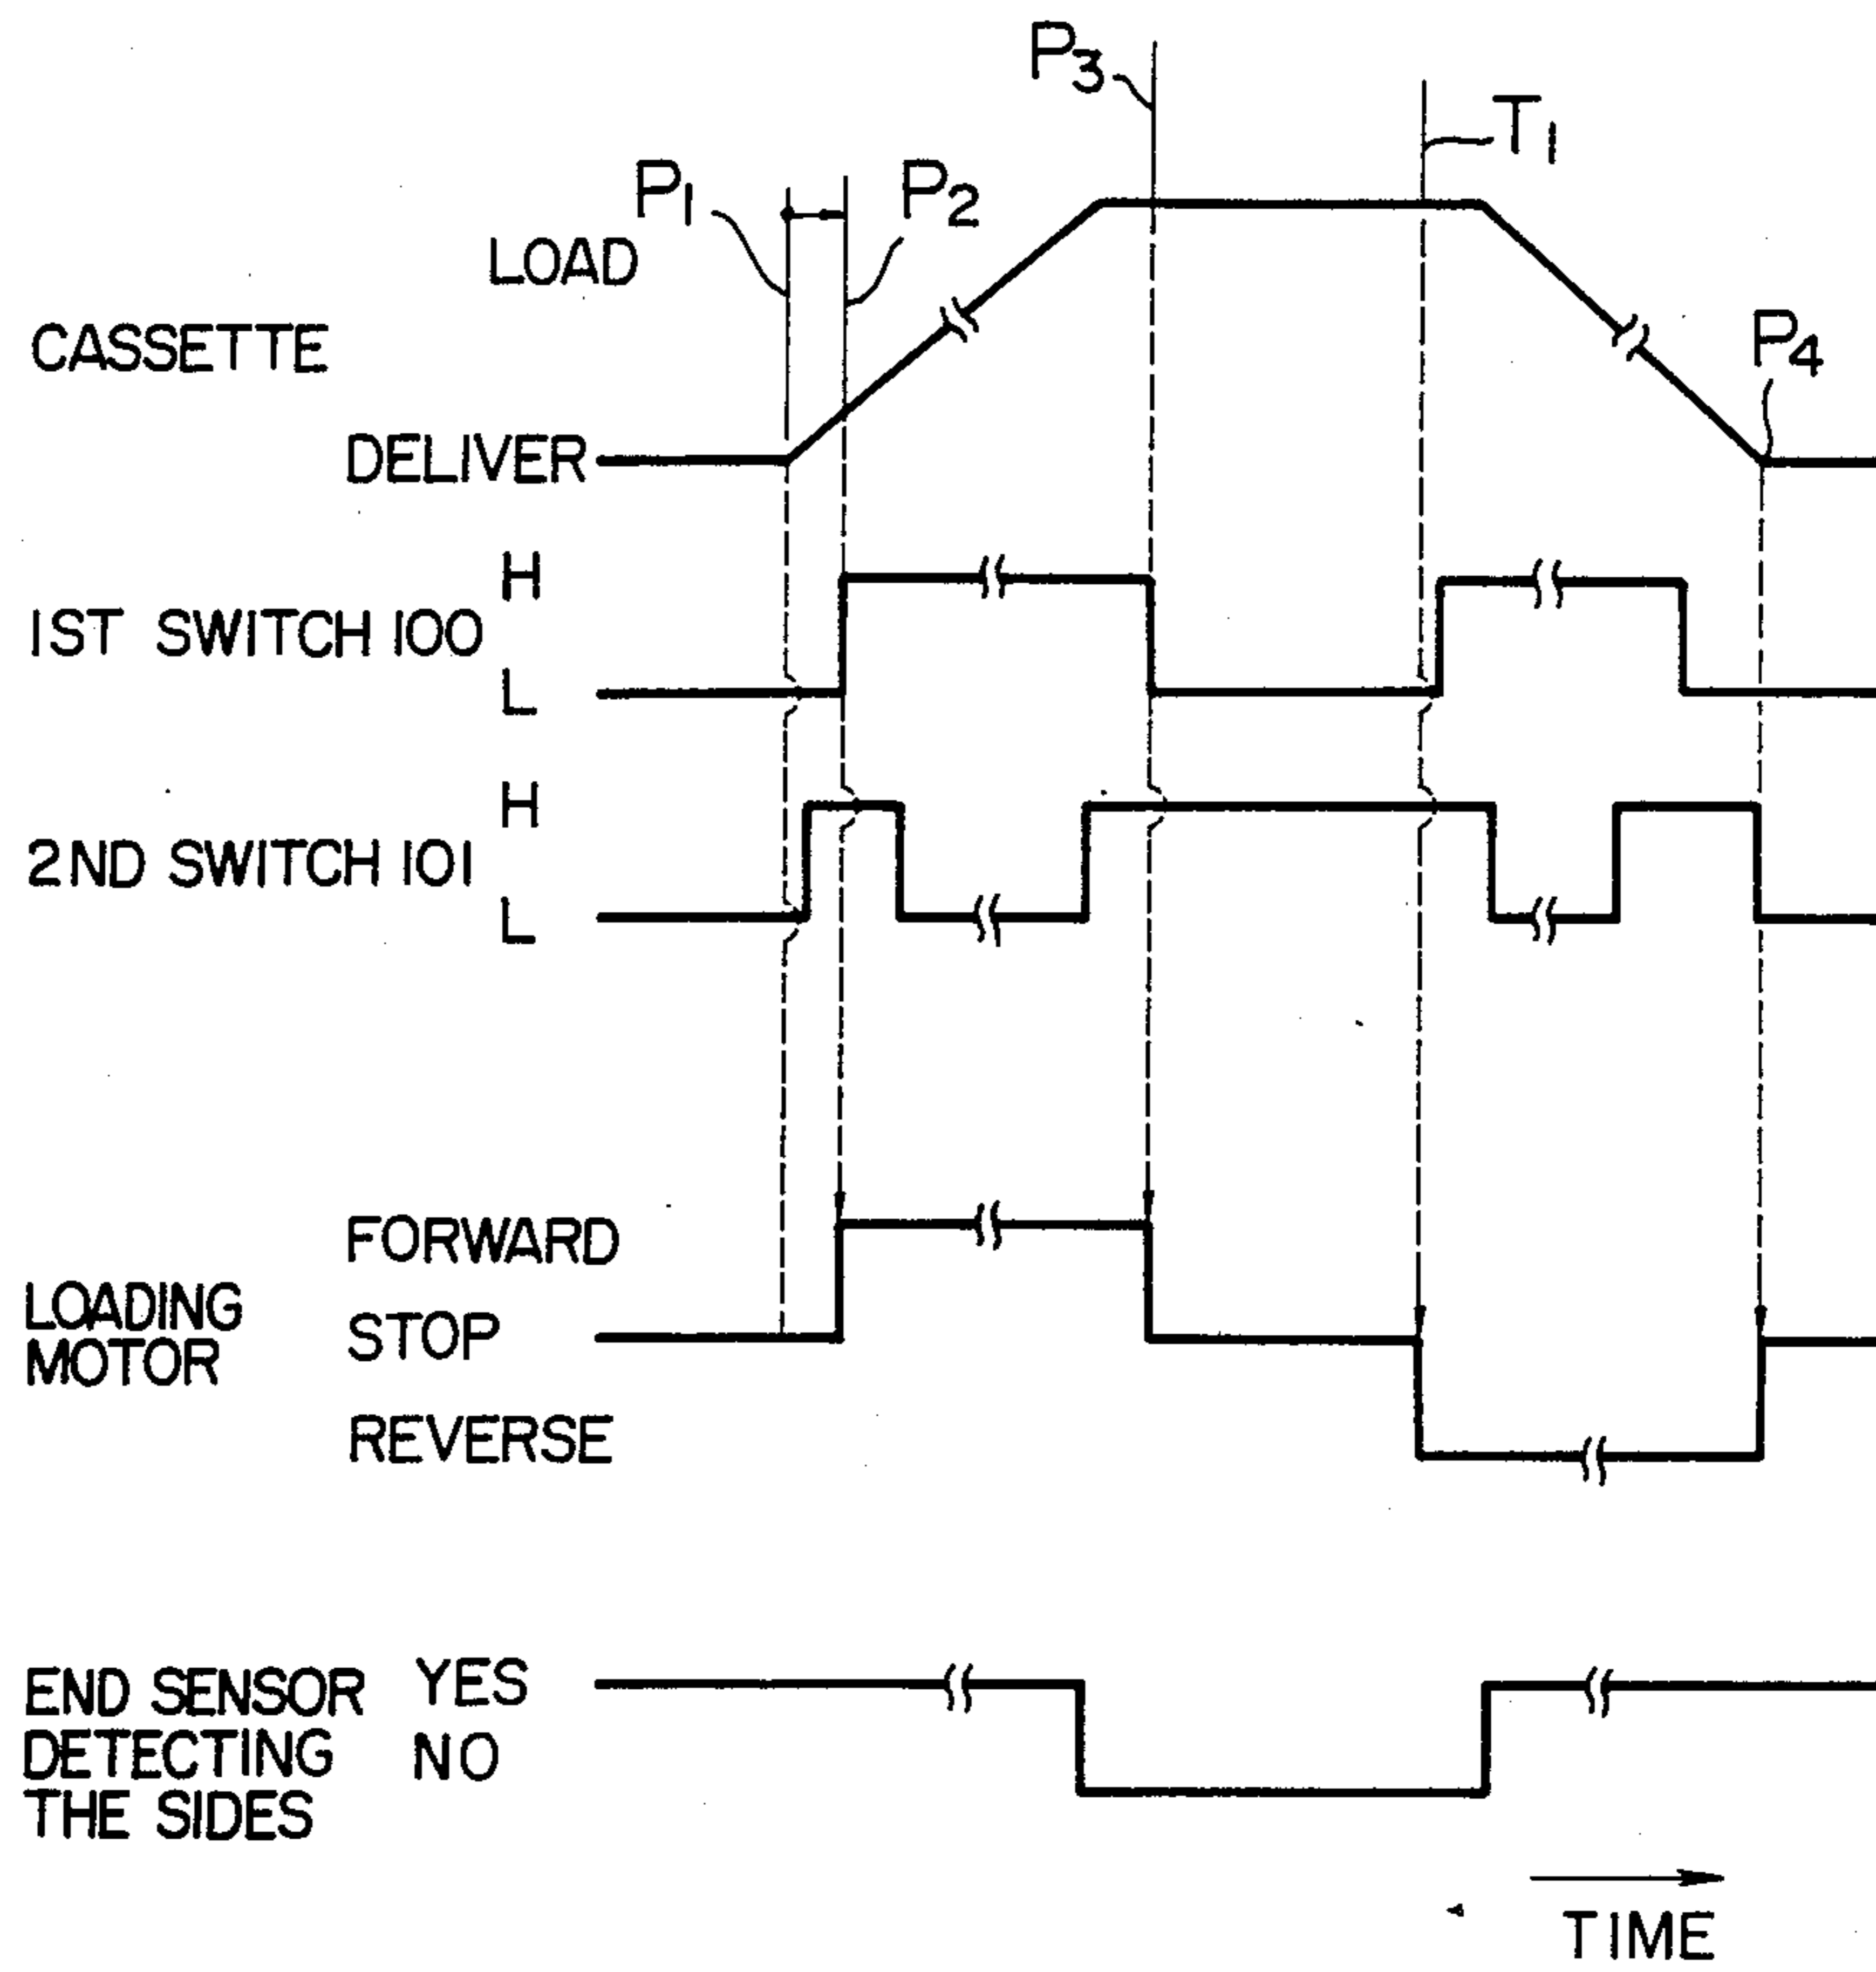 P3
T1
P1
P2
LOAD
CASSETTE
P4
DELIVER
H
1ST SWITCH 100
L
H
2ND SWITCH 101
L
FORWARD
LOADING
MOTOR
STOP
REVERSE
END SENSOR
DETECTING
THE SIDES
YES
NO
TIME